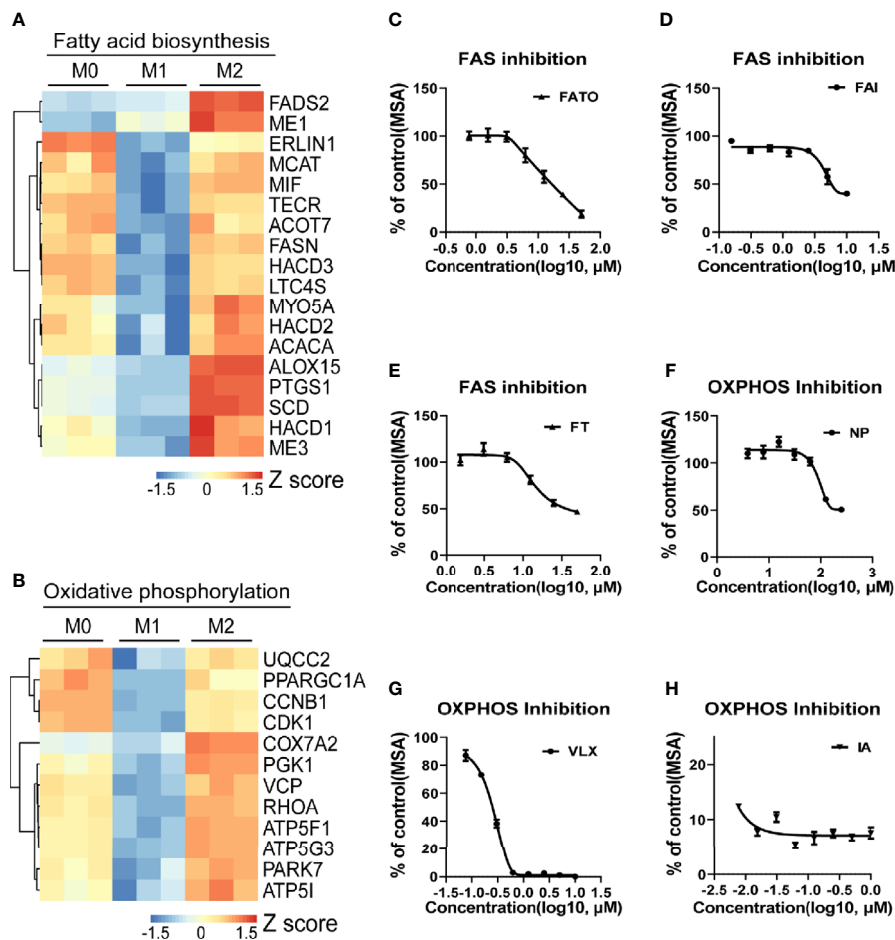 A
Fatty acid biosynthesis
M0 M1 M2
FADS2
ME1
ERLIN1
MCAT
MIF
TECR
ACOT7
FASN
HACD3
LTC4S
MYO5A
HACD2
ACACA
ALOX15
PTGS1
SCD
HACD1
ME3
-1.5 0 1.5 Z score
B
Oxidative phosphorylation
M0 M1 M2
UQCC2
PPARGC1A
CCNB1
CDK1
COX7A2
PGK1
VCP
RHOA
ATP5F1
ATP5G3
PARK7
ATP5I
-1.5 0 1.5 Z score
C
FAS inhibition
FATO
% of control(MSA)
150
100
50
0
-0.5 0.0 0.5 1.0 1.5 2.0
Concentration(log10, µM)
D
FAS inhibition
FAI
% of control(MSA)
150
100
50
0
-1.0 -0.5 0.0 0.5 1.0 1.5
Concentration(log10, µM)
E
FAS inhibition
FT
% of control(MSA)
150
100
50
0
0.0 0.5 1.0 1.5 2.0
Concentration(log10, µM)
F
OXPHOS Inhibition
NP
% of control(MSA)
150
100
50
0
0 1 2 3
Concentration(log10, µM)
G
OXPHOS Inhibition
VLX
% of control(MSA)
100
80
60
40
20
0
-1.5 -1.0 -0.5 0.0 0.5 1.0 1.5
Concentration(log10, µM)
H
OXPHOS Inhibition
IA
% of control(MSA)
20
10
0
-2.5 -2.0 -1.5 -1.0 -0.5 0.0
Concentration(log10, µM)